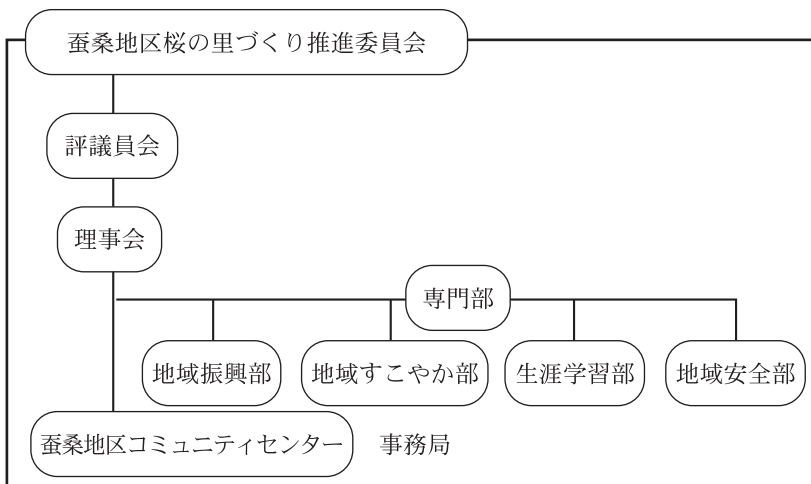 蚕桑地区桜の里づくり推進委員会
評議員会
理事会
専門部
地域振興部 地域すこやか部 生涯学習部 地域安全部
蚕桑地区コミュニティセンター 事務局